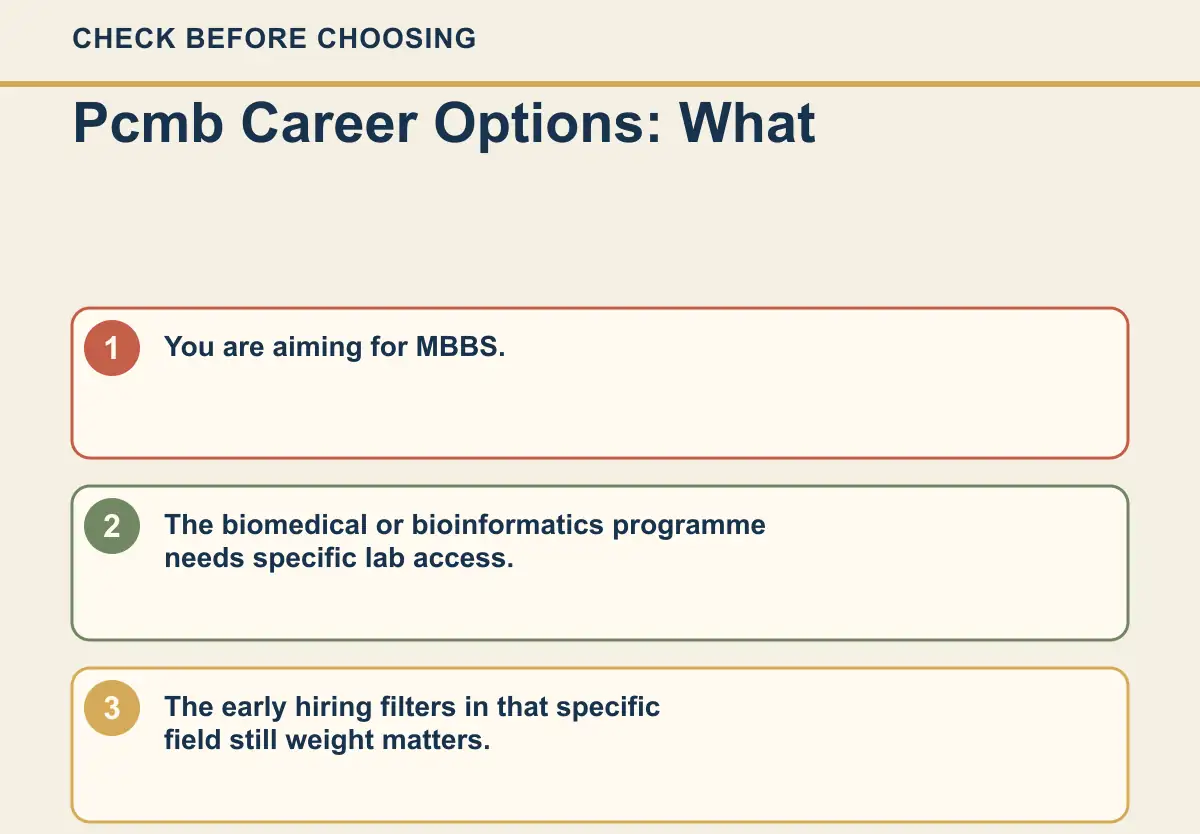 CHECK BEFORE CHOOSING
Pcmb Career Options: What
1
You are aiming for MBBS.
2
The biomedical or bioinformatics programme
needs specific lab access.
3
The early hiring filters in that specific
field still weight matters.